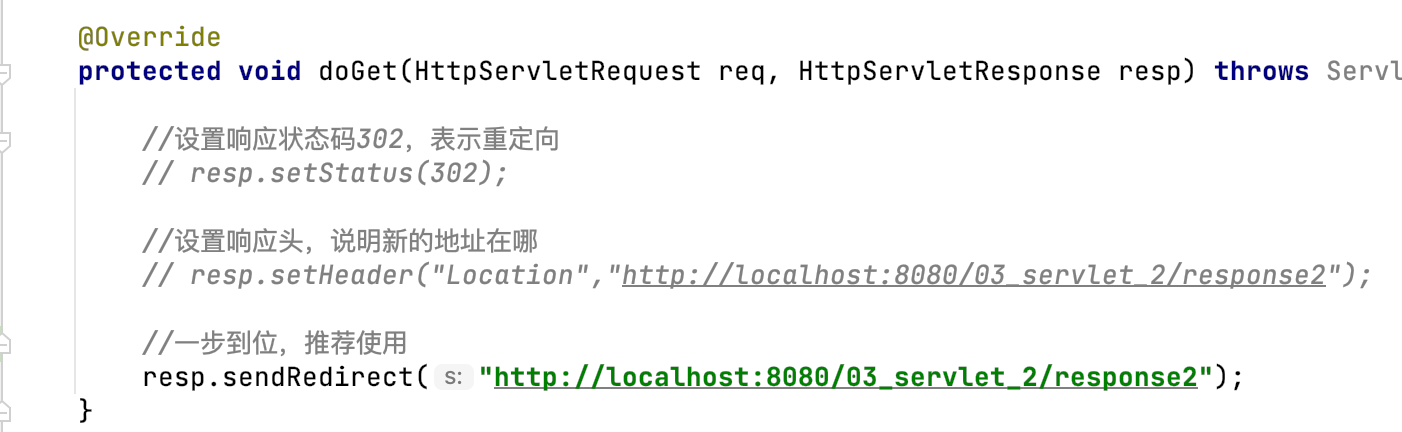 @Override
protected void doGet(HttpServletRequest req, HttpServletResponse resp) throws Servl
//设置响应状态码302，表示重定向
// resp.setStatus(302);
//设置响应头，说明新的地址在哪
// resp.setHeader("Location","http://localhost:8080/03_servlet_2/response2");
//一步到位，推荐使用
resp.sendRedirect( s: "http://localhost:8080/03_servlet_2/response2");
}